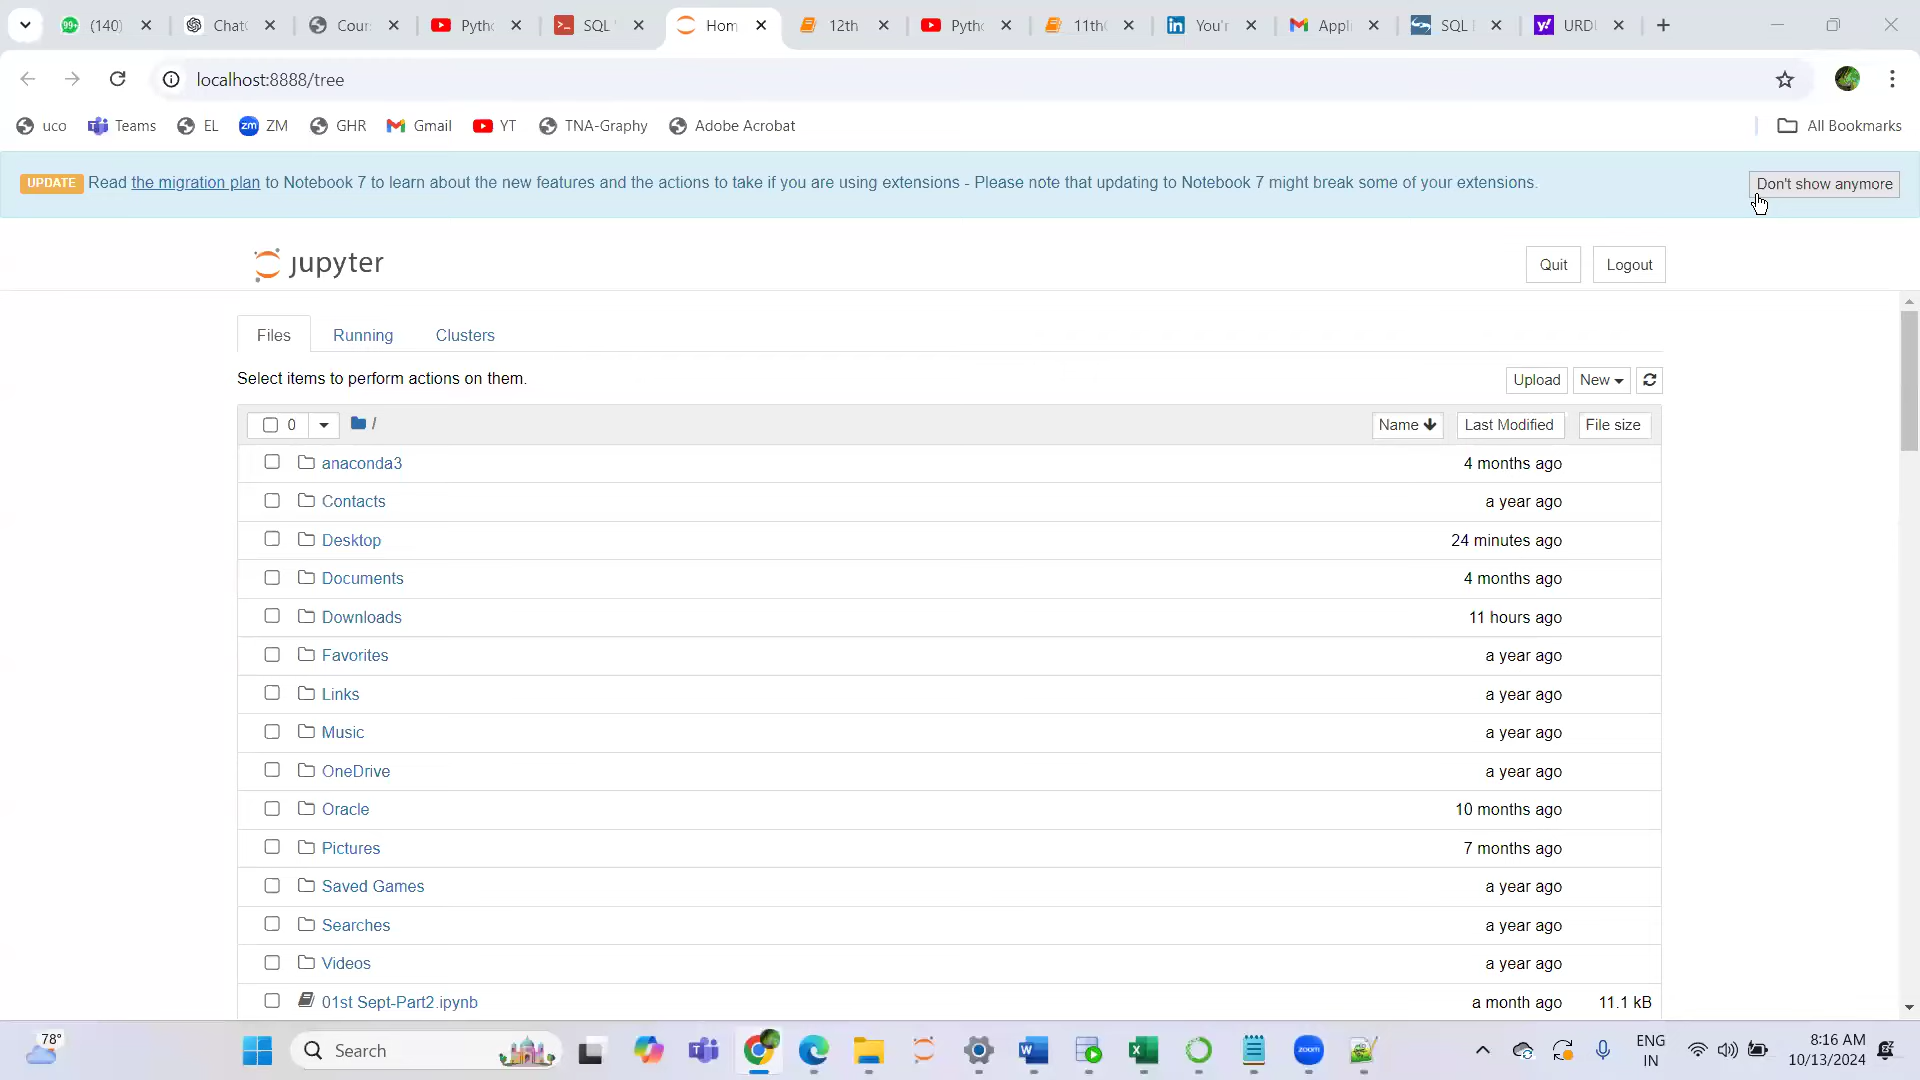 (140)
Chat
Cour
Pytho
SQL
Hom
12th
Pytho
11th
You'r
Appli
SQL
URD
localhost:8888/tree
uco
Teams
EL
ZM
GHR
Gmail
YT
TNA-Graphy
Adobe Acrobat
All Bookmarks
UPDATE Read the migration plan to Notebook 7 to learn about the new features and the actions to take if you are using extensions - Please note that updating to Notebook 7 might break some of your extensions.
Don't show anymore
jupyter
Quit
Logout
Files
Running
Clusters
Select items to perform actions on them.
Upload
New
0
/
Name
Last Modified
File size
anaconda3 4 months ago
Contacts a year ago
Desktop 24 minutes ago
Documents 4 months ago
Downloads 11 hours ago
Favorites a year ago
Links a year ago
Music a year ago
OneDrive a year ago
Oracle 10 months ago
Pictures 7 months ago
Saved Games a year ago
Searches a year ago
Videos a year ago
01st Sept-Part2.ipynb a month ago 11.1 kB
78°
Search
zoom
ENG
IN
8:16 AM
10/13/2024